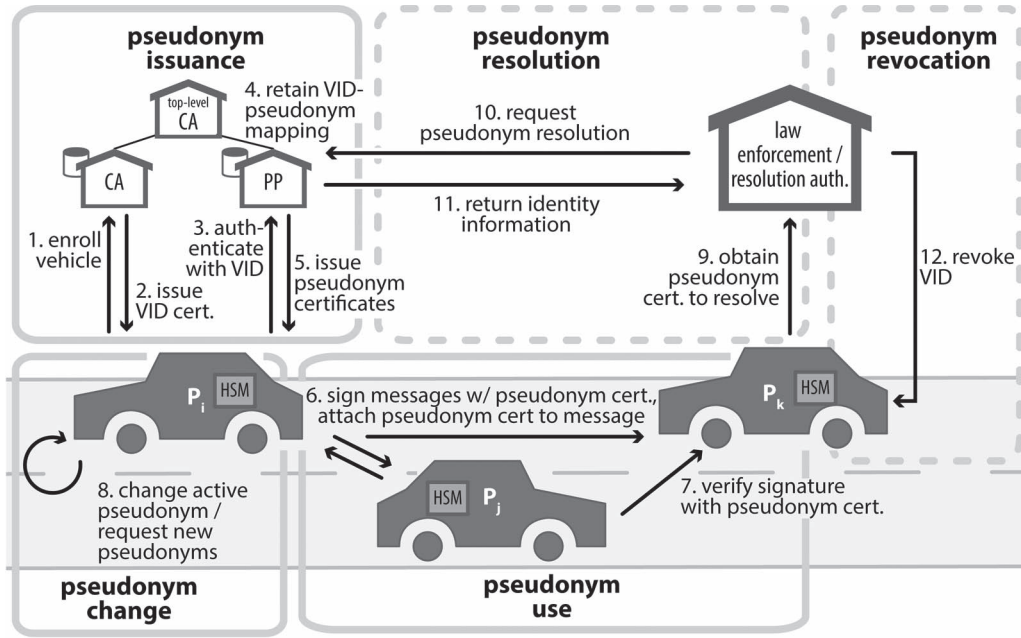 pseudonym
issuance
pseudonym
resolution
pseudonym
revocation
top-level
CA
4. retain VID-
pseudonym
mapping
CA
PP
10. request
pseudonym resolution
11. return identity
information
law
enforcement /
resolution auth.
1. enroll
vehicle
2. issue
VID cert.
3. auth-
enticate
with VID
5. issue
pseudonym
certificates
9. obtain
pseudonym
cert. to resolve
12. revoke
VID
Pi
HSM
6. sign messages w/ pseudonym cert.,
attach pseudonym cert to message
Pk
HSM
HSM
Pj
7. verify signature
with pseudonym cert.
8. change active
pseudonym /
request new
pseudonyms
pseudonym
change
pseudonym
use